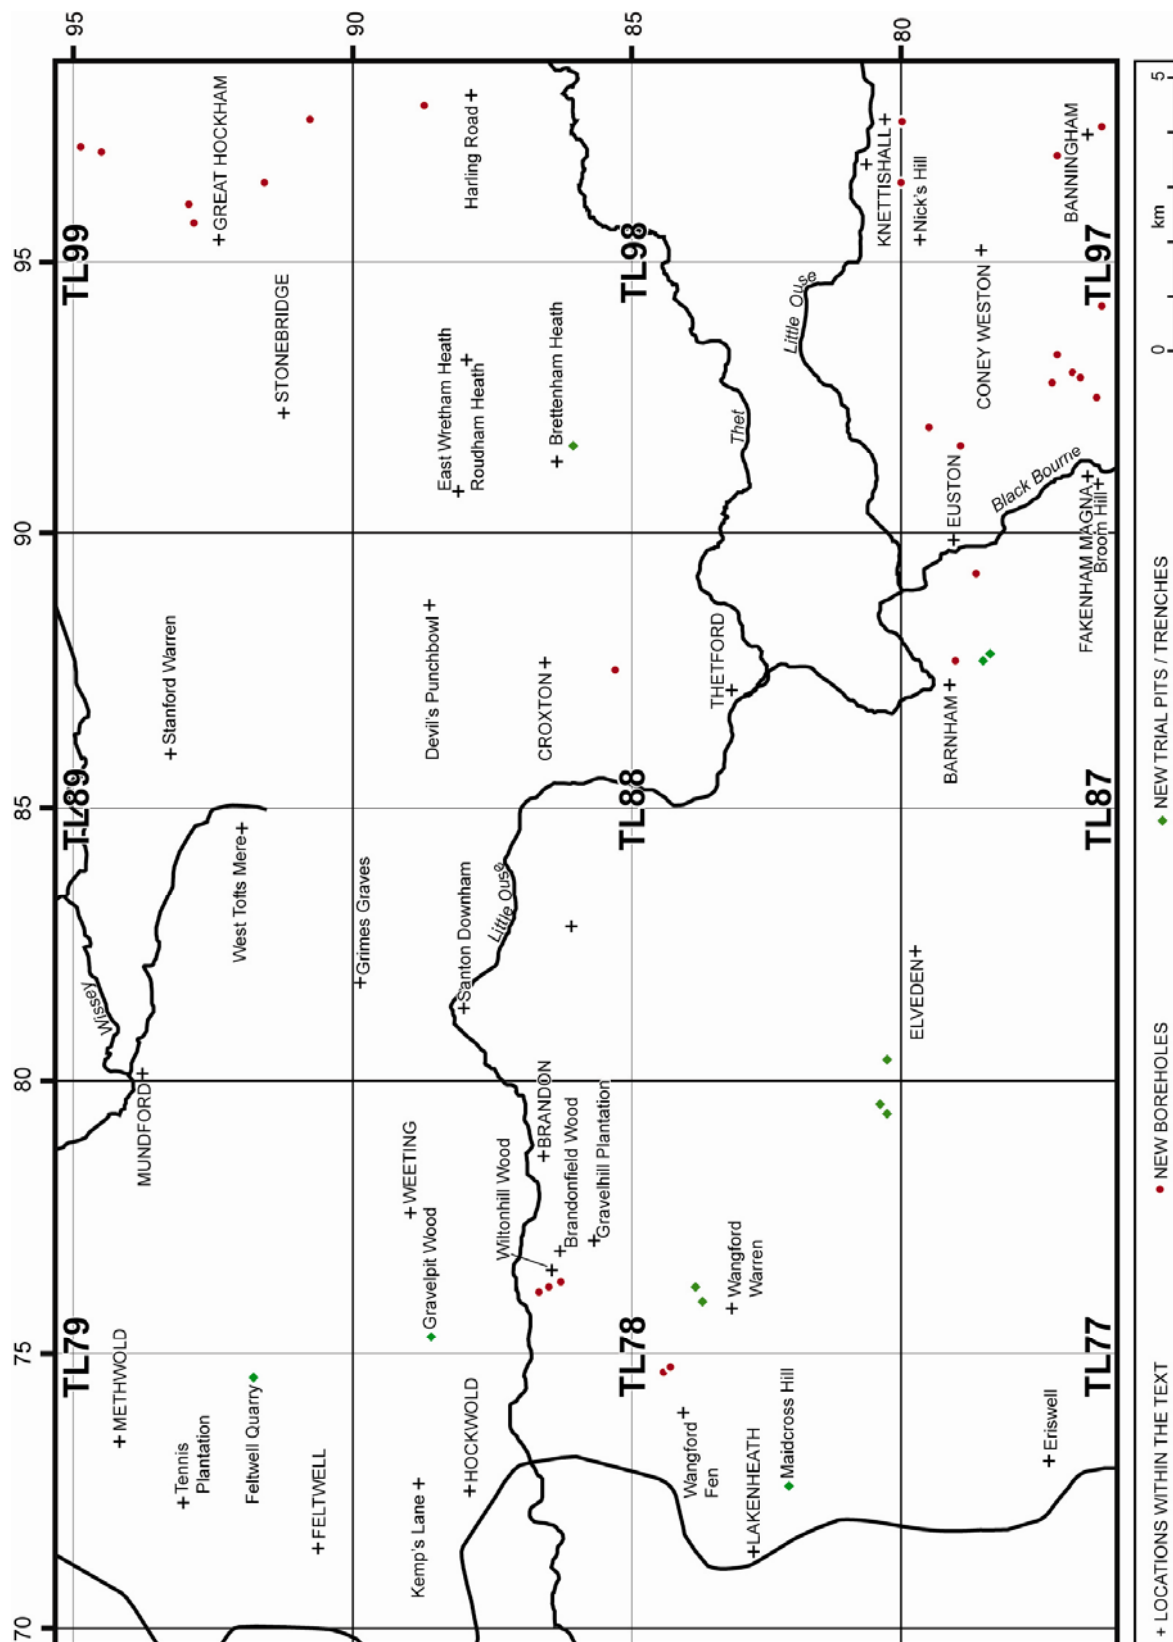 95
90
85
80
70
75
80
85
90
95
TL79
TL89
TL99
TL78
TL88
TL98
TL77
TL87
TL97
METHWOLD
Tennis
Plantation
Feltwell Quarry
FELTWELL
Kemp's Lane
HOCKWOLD
MUNDFORD
Wissey
West Tofts Mere
Stanford Warren
Grimes Graves
STONEBRIDGE
GREAT HOCKHAM
WEETING
Gravelpit Wood
Wiltonhill Wood
BRANDON
Brandonfield Wood
Gravelhill Plantation
Santon Downham
Little Ouse
Devil's Punchbowl
CROXTON
East Wretham Heath
Roudham Heath
Brettenham Heath
Harling Road
Wangford
Fen
LAKENHEATH
Maidcross Hill
Wangford
Warren
THETFORD
Thet
Little Ouse
KNETTISHALL
Nick's Hill
Eriswell
ELVEDEN
BARNHAM
EUSTON
CONEY WESTON
BANNINGHAM
Black Bourne
FAKENHAM MAGNA
Broom Hill
+ LOCATIONS WITHIN THE TEXT
NEW BOREHOLES
NEW TRIAL PITS / TRENCHES
0
km
5